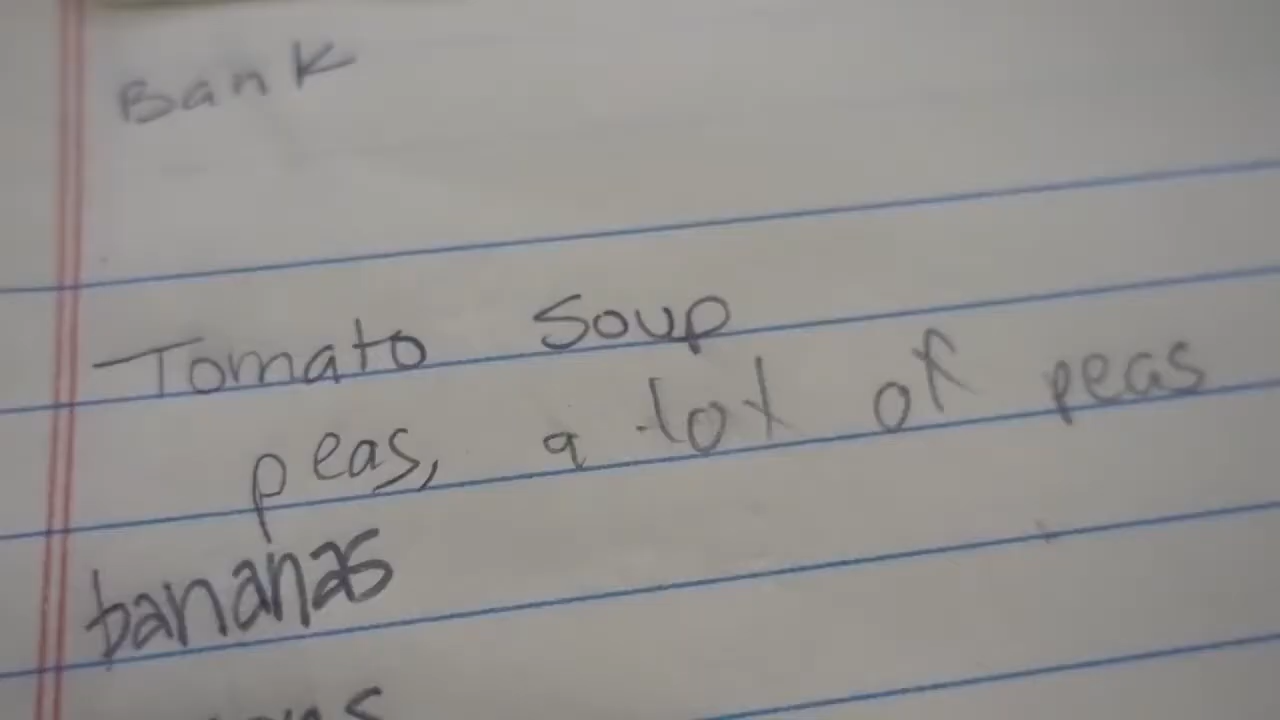 Bank
Tomato Soup
peas, a lot of peas
bananas